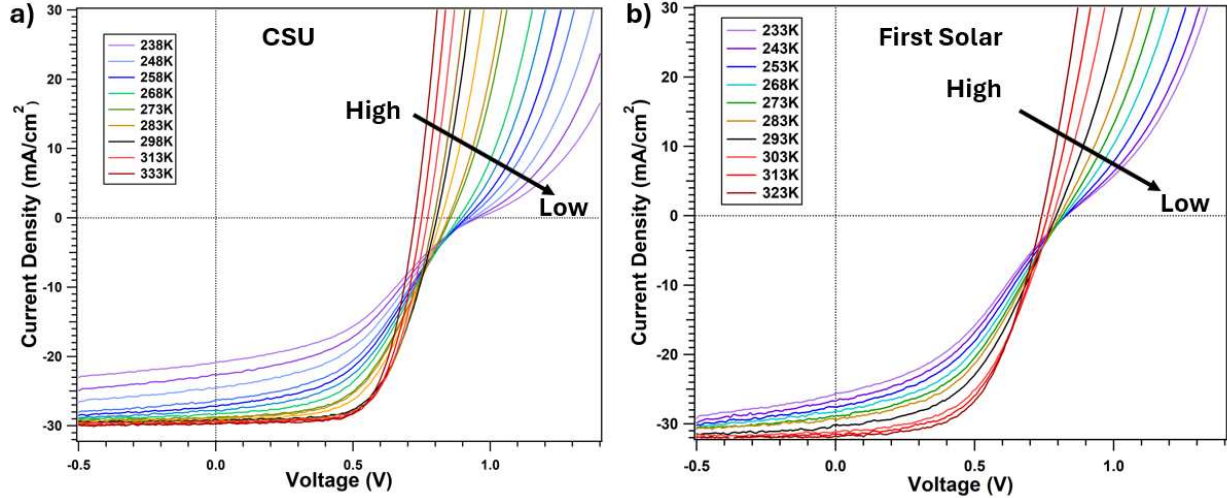 a)
CSU
238K
248K
258K
268K
273K
283K
298K
313K
333K
High
Low
Current Density (mA/cm2)
30
20
10
0
-10
-20
-30
-0.5
0.0
0.5
1.0
Voltage (V)
b)
First Solar
233K
243K
253K
268K
273K
283K
293K
303K
313K
323K
High
Low
Current Density (mA/cm2)
30
20
10
0
-10
-20
-30
-0.5
0.0
0.5
1.0
Voltage (V)